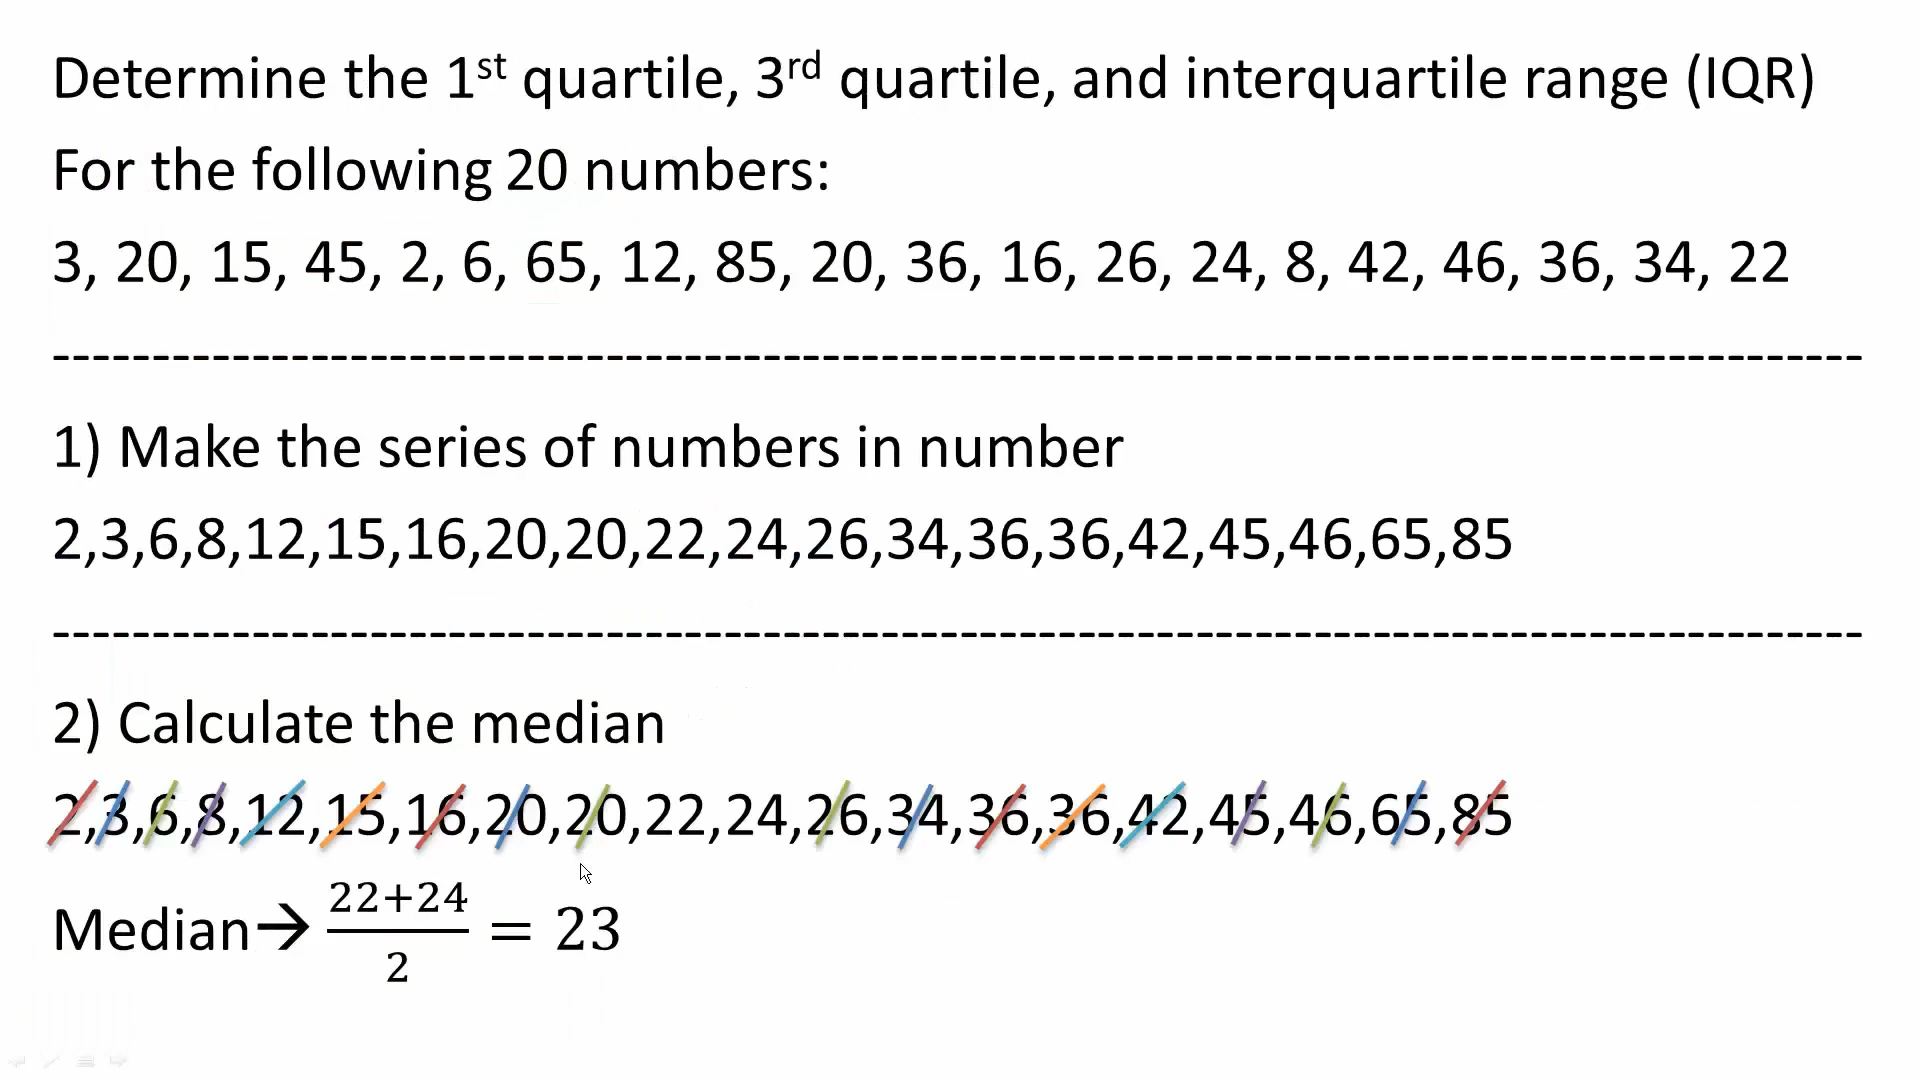 Determine the 1st quartile, 3rd quartile, and interquartile range (IQR)
For the following 20 numbers:
3, 20, 15, 45, 2, 6, 65, 12, 85, 20, 36, 16, 26, 24, 8, 42, 46, 36, 34, 22
------------------------------------------------------------------------------------------
1) Make the series of numbers in number
2,3,6,8,12,15,16,20,20,22,24,26,34,36,36,42,45,46,65,85
------------------------------------------------------------------------------------------
2) Calculate the median
2,3,6,8,12,15,16,20,20,22,24,26,34,36,36,42,45,46,65,85
Median→ (22+24)/2 = 23